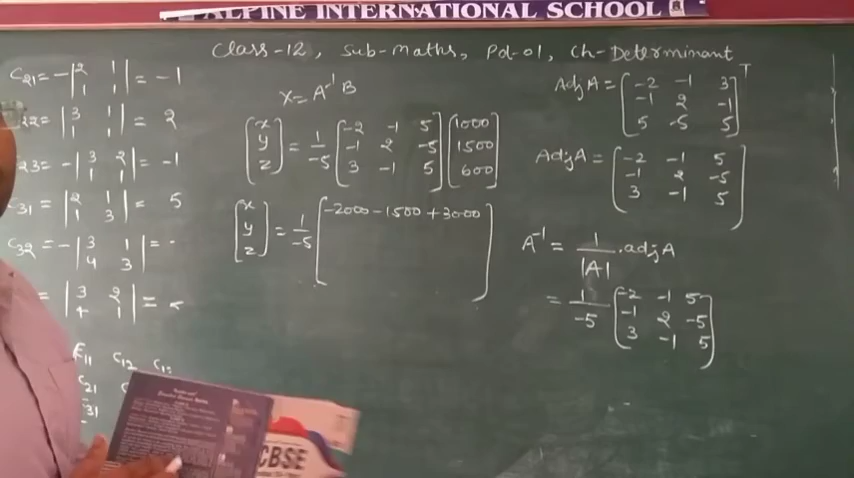 ALPINE INTERNATIONAL SCHOOL
Class-12, Sub-maths, Pd-01, Ch-Determinant
C21 = -|2 1| = -1
|1 1|
C22 = |3 1| = 2
|1 1|
C23 = -|3 2| = -1
|1 1|
C31 = |2 1| = 5
|1 3|
C32 = -|3 1| =
|4 3|
= |3 2| =
|4 1|
C11 C12 C13
C21
C31
X = A⁻¹ B
[x] = 1/-5 [-2 -1 5] [1000]
[y] [-1 2 -5] [1500]
[z] [3 -1 5] [600]
[x] = 1/-5 [-2000 - 1500 + 3000]
[y]
[z]
AdjA = [-2 -1 3]ᵀ
[-1 2 -1]
[5 -5 5]
AdjA = [-2 -1 5]
[-1 2 -5]
[3 -1 5]
A⁻¹ = 1/|A| . adjA
= 1/-5 [-2 -1 5]
[-1 2 -5]
[3 -1 5]
CBSE